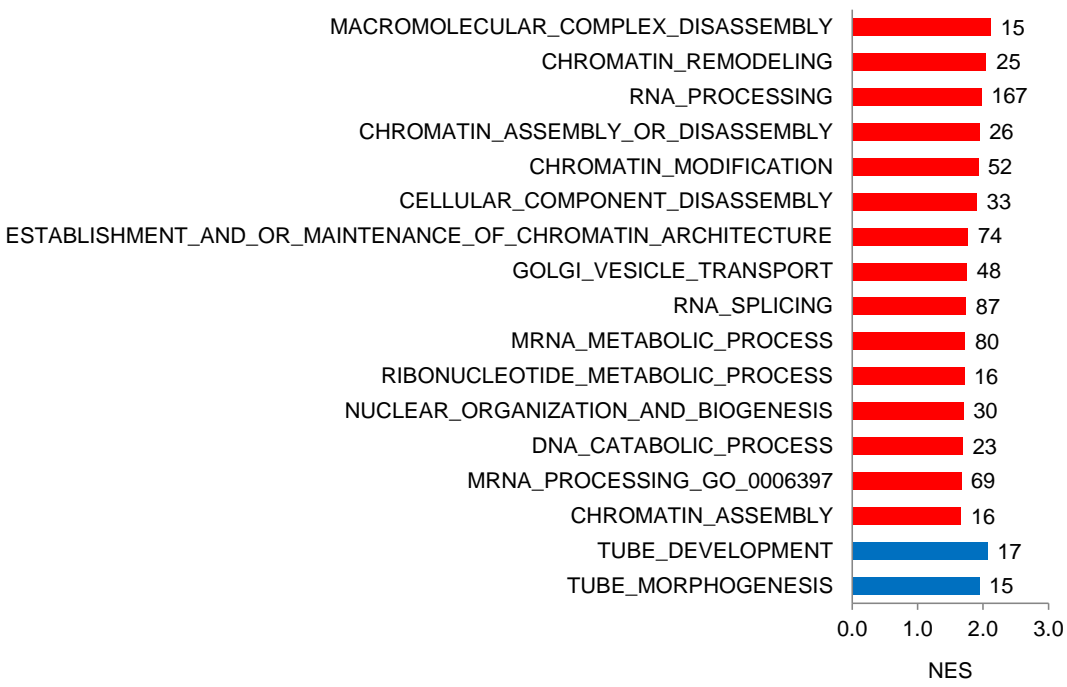 MACROMOLECULAR_COMPLEX_DISASSEMBLY 15
CHROMATIN_REMODELING 25
RNA_PROCESSING 167
CHROMATIN_ASSEMBLY_OR_DISASSEMBLY 26
CHROMATIN_MODIFICATION 52
CELLULAR_COMPONENT_DISASSEMBLY 33
ESTABLISHMENT_AND_OR_MAINTENANCE_OF_CHROMATIN_ARCHITECTURE 74
GOLGI_VESICLE_TRANSPORT 48
RNA_SPLICING 87
MRNA_METABOLIC_PROCESS 80
RIBONUCLEOTIDE_METABOLIC_PROCESS 16
NUCLEAR_ORGANIZATION_AND_BIOGENESIS 30
DNA_CATABOLIC_PROCESS 23
MRNA_PROCESSING_GO_0006397 69
CHROMATIN_ASSEMBLY 16
TUBE_DEVELOPMENT 17
TUBE_MORPHOGENESIS 15
0.0 1.0 2.0 3.0
NES